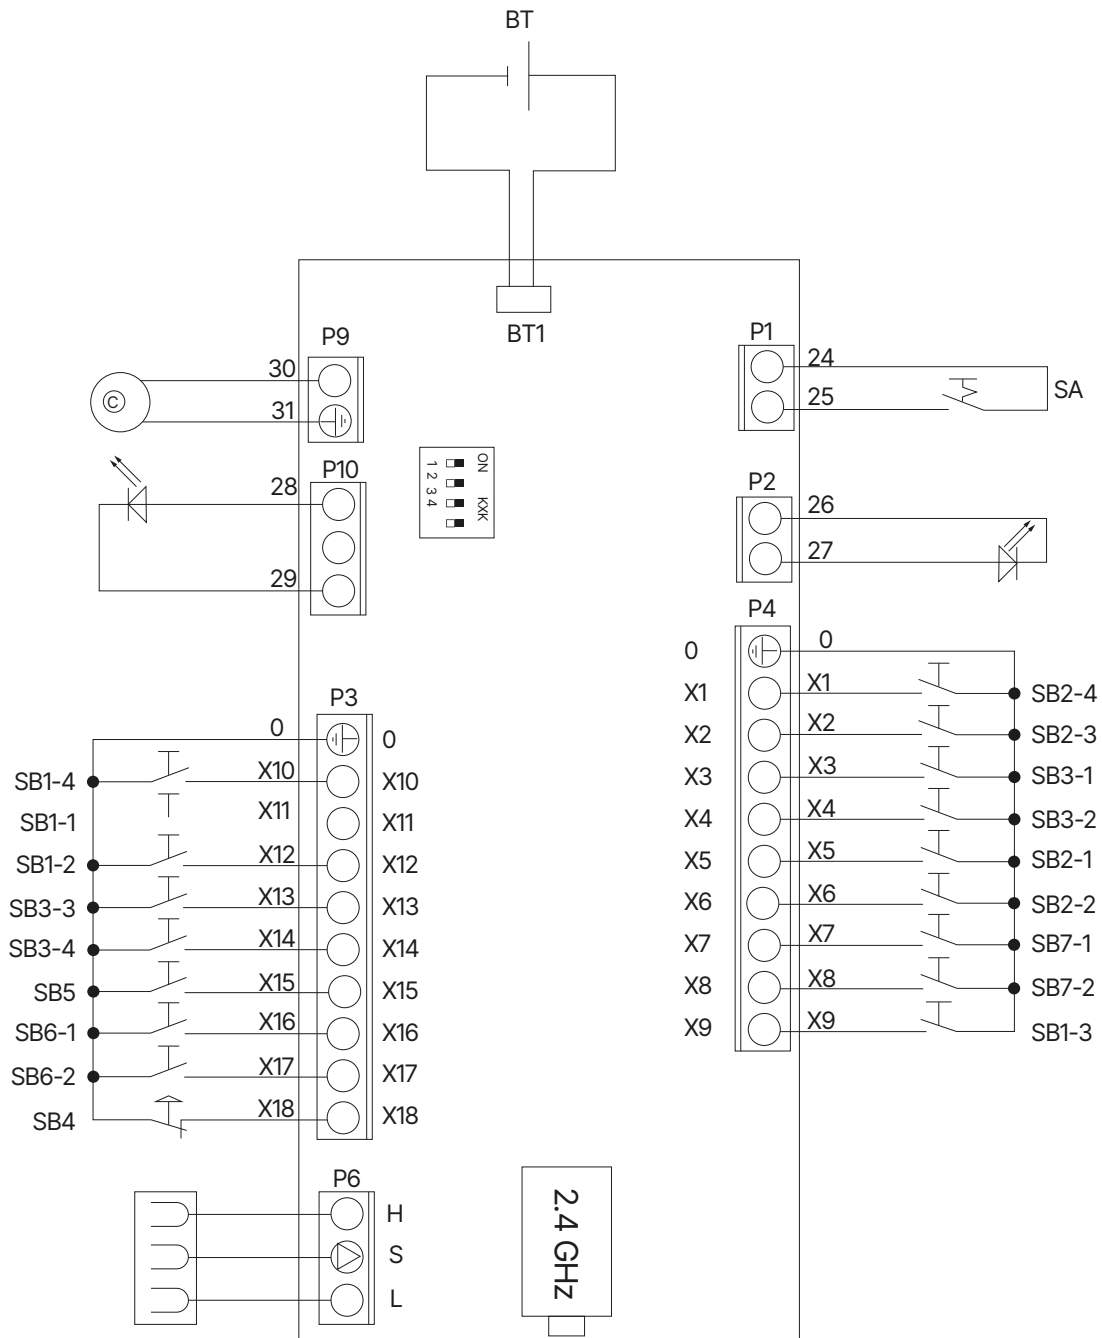 BT
BT1
P9
30
31
©
P10
28
29
ON
KXK
1 2 3 4
P1
24
25
SA
P2
26
27
P3
0 0
SB1-4 X10 X10
SB1-1 X11 X11
SB1-2 X12 X12
SB3-3 X13 X13
SB3-4 X14 X14
SB5 X15 X15
SB6-1 X16 X16
SB6-2 X17 X17
SB4 X18 X18
P4
0 0
X1 X1 SB2-4
X2 X2 SB2-3
X3 X3 SB3-1
X4 X4 SB3-2
X5 X5 SB2-1
X6 X6 SB2-2
X7 X7 SB7-1
X8 X8 SB7-2
X9 X9 SB1-3
P6
H
S
L
2.4 GHz